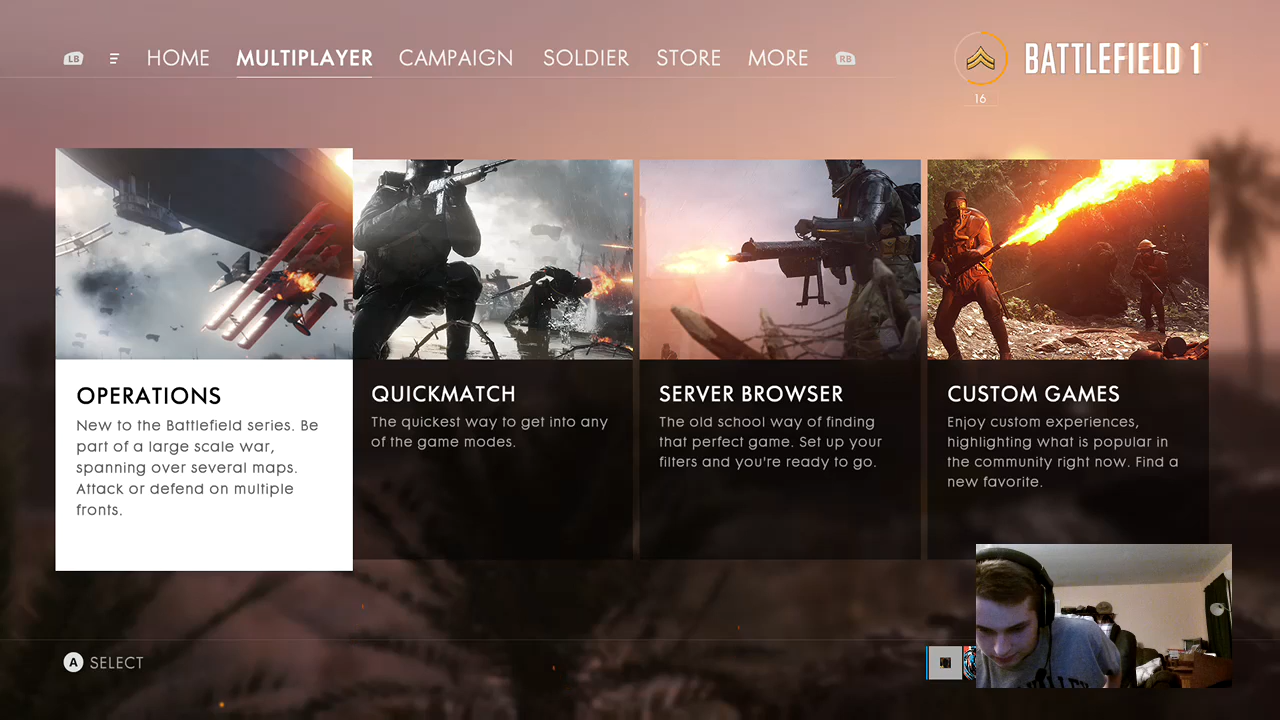 LB HOME MULTIPLAYER CAMPAIGN SOLDIER STORE MORE RB
BATTLEFIELD 1™
16
OPERATIONS
New to the Battlefield series. Be
part of a large scale war,
spanning over several maps.
Attack or defend on multiple
fronts.
QUICKMATCH
The quickest way to get into any
of the game modes.
SERVER BROWSER
The old school way of finding
that perfect game. Set up your
filters and you're ready to go.
CUSTOM GAMES
Enjoy custom experiences,
highlighting what is popular in
the community right now. Find a
new favorite.
A SELECT